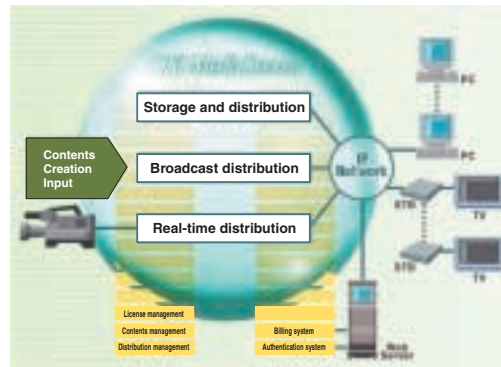 Storage and distribution
Contents
Creation
Input
Broadcast distribution
Real-time distribution
IP
Network
PC
PC
STB
TV
STB
TV
License management
Contents management
Distribution management
Billing system
Authentication system
Web
Server